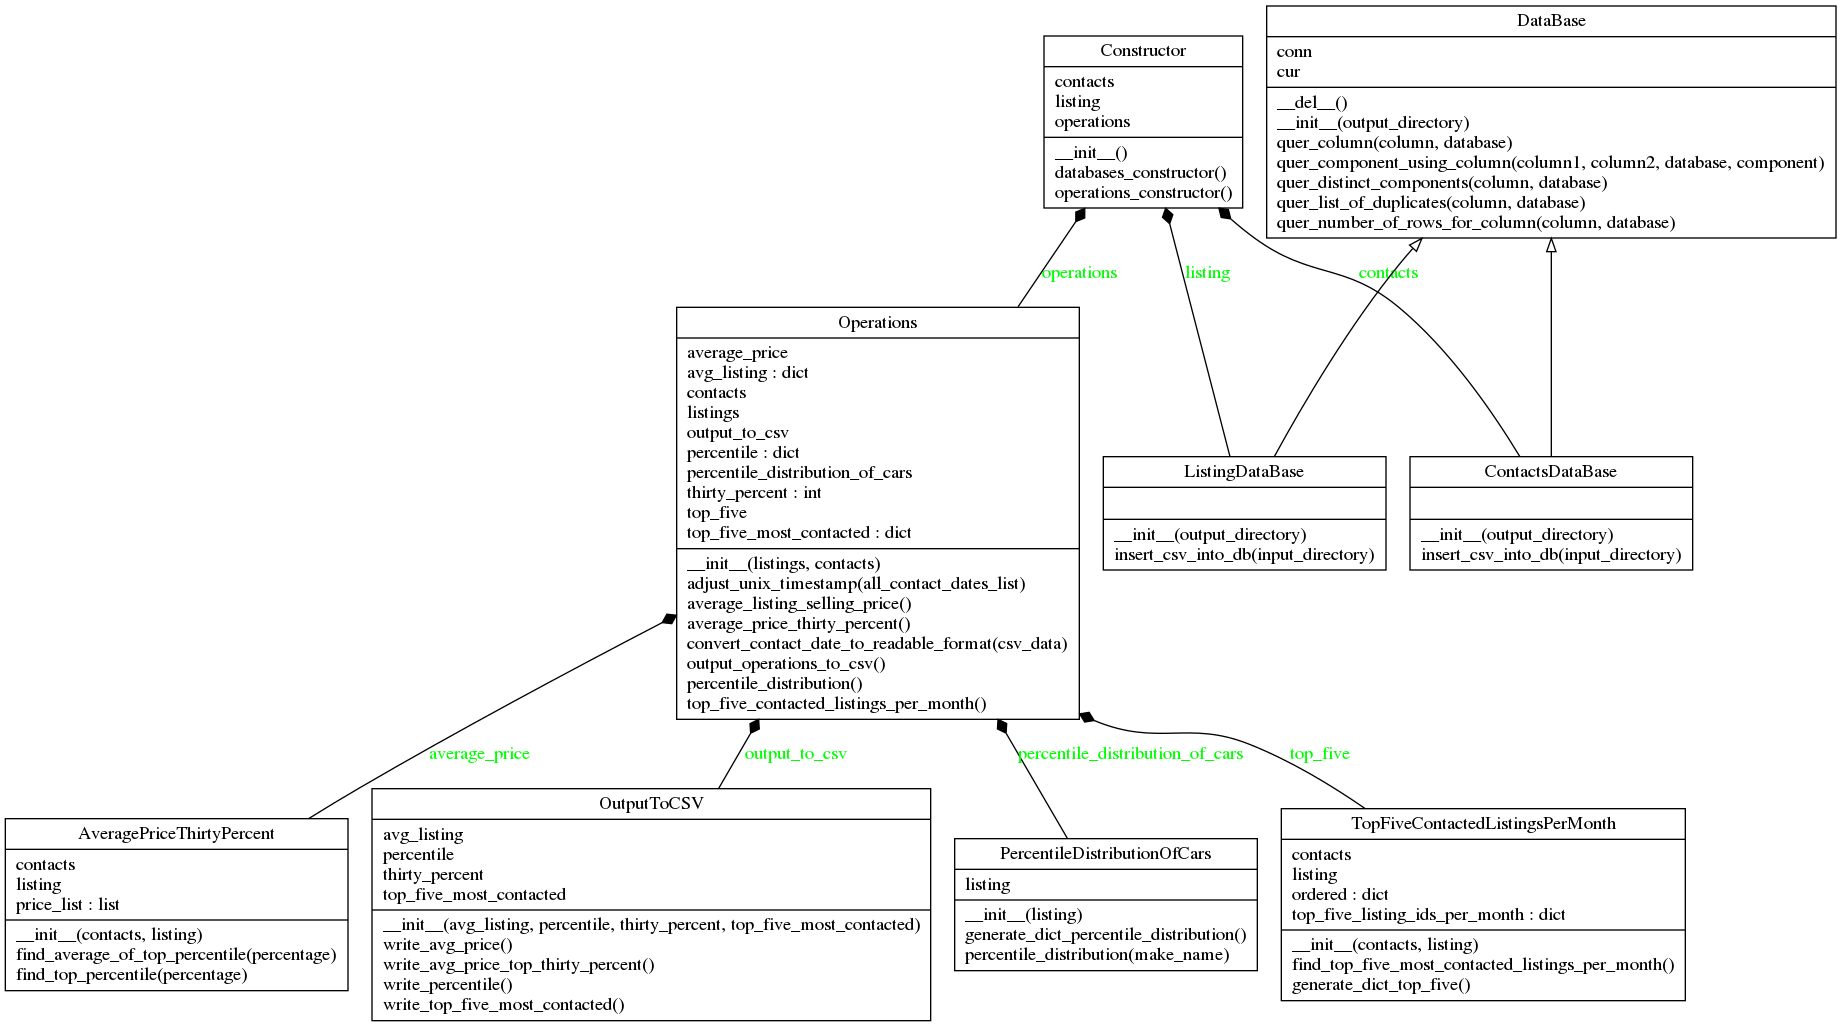 DataBase
conn
cur
__del__()
__init__(output_directory)
quer_column(column, database)
quer_component_using_column(column1, column2, database, component)
quer_distinct_components(column, database)
quer_list_of_duplicates(column, database)
quer_number_of_rows_for_column(column, database)
Constructor
contacts
listing
operations
__init__()
databases_constructor()
operations_constructor()
operations
listing
contacts
Operations
average_price
avg_listing : dict
contacts
listings
output_to_csv
percentile : dict
percentile_distribution_of_cars
thirty_percent : int
top_five
top_five_most_contacted : dict
__init__(listings, contacts)
adjust_unix_timestamp(all_contact_dates_list)
average_listing_selling_price()
average_price_thirty_percent()
convert_contact_date_to_readable_format(csv_data)
output_operations_to_csv()
percentile_distribution()
top_five_contacted_listings_per_month()
ListingDataBase
__init__(output_directory)
insert_csv_into_db(input_directory)
ContactsDataBase
__init__(output_directory)
insert_csv_into_db(input_directory)
average_price
output_to_csv
percentile_distribution_of_cars
top_five
AveragePriceThirtyPercent
contacts
listing
price_list : list
__init__(contacts, listing)
find_average_of_top_percentile(percentage)
find_top_percentile(percentage)
OutputToCSV
avg_listing
percentile
thirty_percent
top_five_most_contacted
__init__(avg_listing, percentile, thirty_percent, top_five_most_contacted)
write_avg_price()
write_avg_price_top_thirty_percent()
write_percentile()
write_top_five_most_contacted()
PercentileDistributionOfCars
listing
__init__(listing)
generate_dict_percentile_distribution()
percentile_distribution(make_name)
TopFiveContactedListingsPerMonth
contacts
listing
ordered : dict
top_five_listing_ids_per_month : dict
__init__(contacts, listing)
find_top_five_most_contacted_listings_per_month()
generate_dict_top_five()